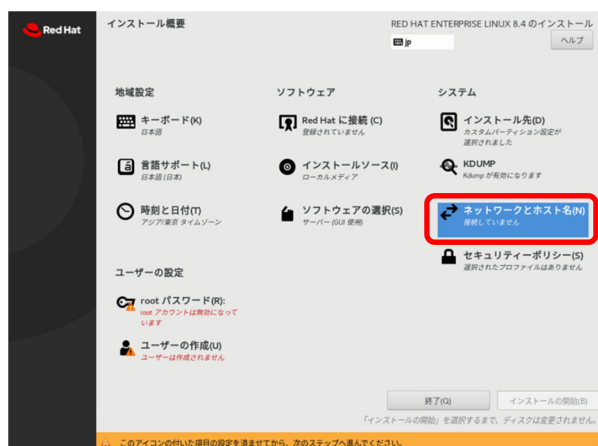 Red Hat
インストール概要
RED HAT ENTERPRISE LINUX 8.4 のインストール
jp
ヘルプ
地域設定
キーボード(K)
日本語
言語サポート(L)
日本語 (日本)
時刻と日付(T)
アジア/東京 タイムゾーン
ソフトウェア
Red Hat に接続 (C)
登録されていません
インストールソース(I)
ローカルメディア
ソフトウェアの選択(S)
サーバー (GUI 使用)
システム
インストール先(D)
カスタムパーティション設定が
選択されました
KDUMP
Kdump が有効になります
ネットワークとホスト名(N)
接続していません
セキュリティーポリシー(S)
選択されたプロファイルはありません
ユーザーの設定
root パスワード(R):
root アカウントは無効になって
います
ユーザーの作成(U)
ユーザーは作成されません
終了(Q)
インストールの開始(B)
「インストールの開始」を選択するまで、ディスクは変更されません。
このアイコンの付いた項目の設定を済ませてから、次のステップへ進んでください。